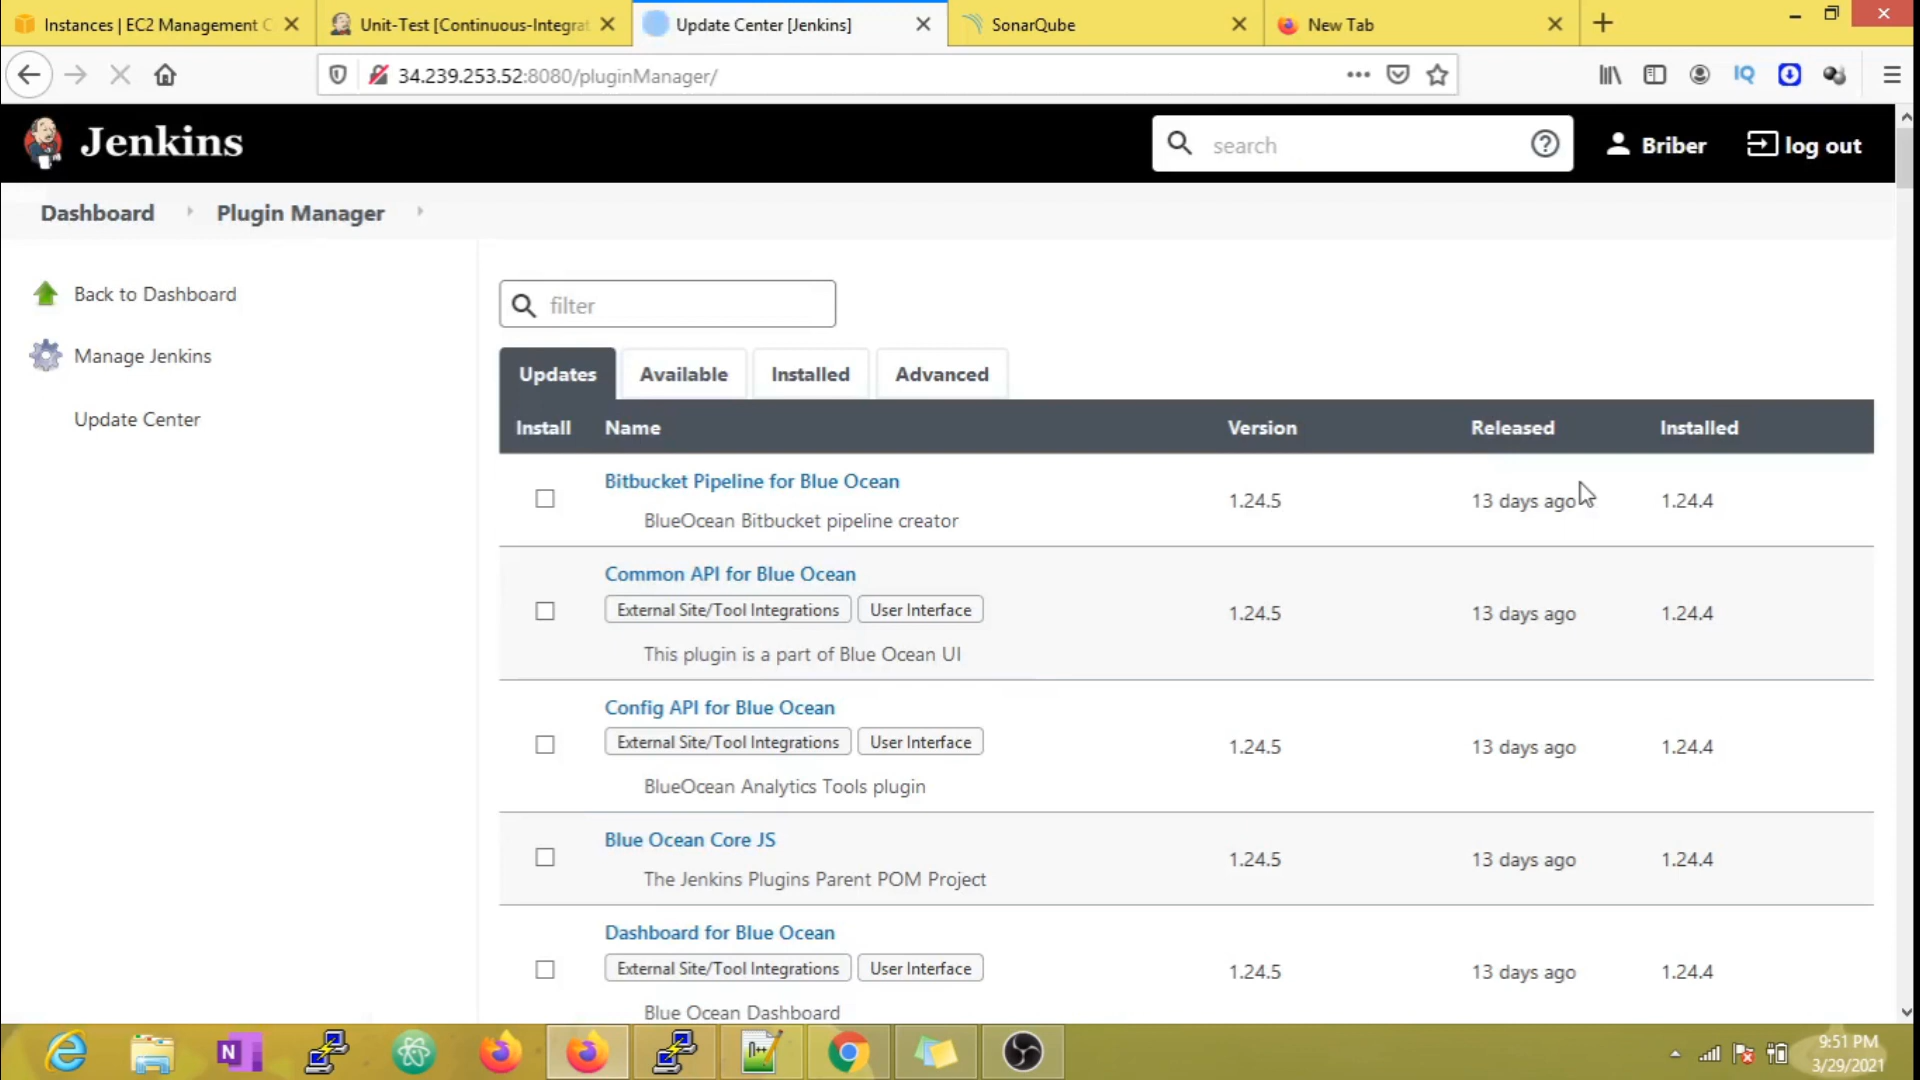 Instances | EC2 Management C
Unit-Test [Continuous-Integrat
Update Center [Jenkins]
SonarQube
New Tab
34.239.253.52:8080/pluginManager/
IQ
Jenkins
search
Briber
log out
Dashboard
Plugin Manager
Back to Dashboard
Manage Jenkins
Update Center
filter
Updates
Available
Installed
Advanced
Install Name Version Released Installed
Bitbucket Pipeline for Blue Ocean
BlueOcean Bitbucket pipeline creator
1.24.5 13 days ago 1.24.4
Common API for Blue Ocean
External Site/Tool Integrations User Interface
This plugin is a part of Blue Ocean UI
1.24.5 13 days ago 1.24.4
Config API for Blue Ocean
External Site/Tool Integrations User Interface
BlueOcean Analytics Tools plugin
1.24.5 13 days ago 1.24.4
Blue Ocean Core JS
The Jenkins Plugins Parent POM Project
1.24.5 13 days ago 1.24.4
Dashboard for Blue Ocean
External Site/Tool Integrations User Interface
Blue Ocean Dashboard
1.24.5 13 days ago 1.24.4
N
n++
9:51 PM
3/29/2021